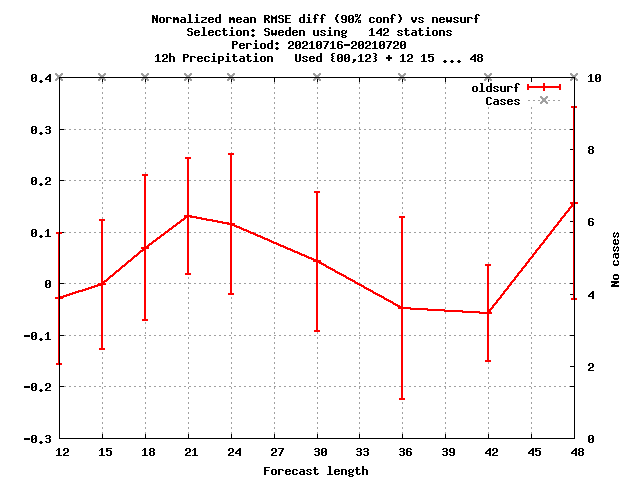 Normalized mean RMSE diff (90% conf) vs newsurf
Selection: Sweden using   142 stations
Period: 20210716-20210720
12h Precipitation   Used {00,12} + 12 15 ... 48
oldsurf
Cases
0.4
0.3
0.2
0.1
0
-0.1
-0.2
-0.3
10
8
6
4
2
0
No cases
12 15 18 21 24 27 30 33 36 39 42 45 48
Forecast length